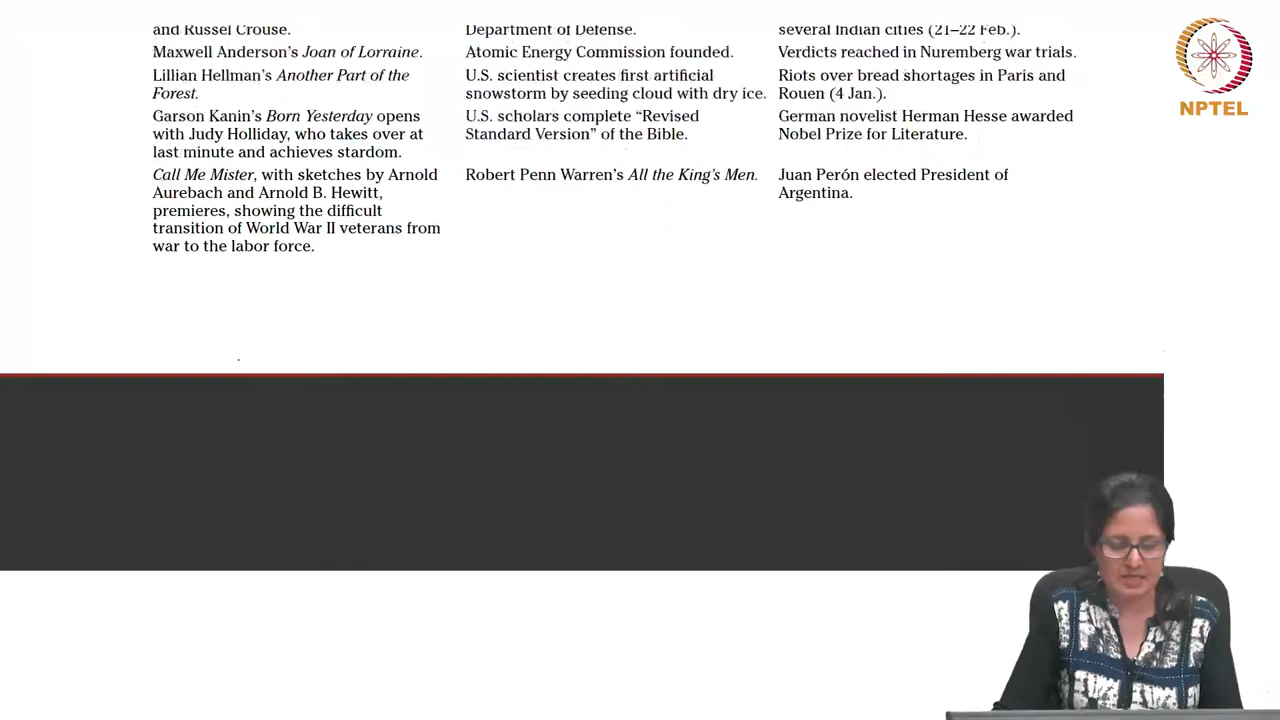 and Russel Crouse.
Maxwell Anderson's Joan of Lorraine.
Lillian Hellman's Another Part of the
Forest.
Garson Kanin's Born Yesterday opens
with Judy Holliday, who takes over at
last minute and achieves stardom.
Call Me Mister, with sketches by Arnold
Aurebach and Arnold B. Hewitt,
premieres, showing the difficult
transition of World War II veterans from
war to the labor force.
Department of Defense.
Atomic Energy Commission founded.
U.S. scientist creates first artificial
snowstorm by seeding cloud with dry ice.
U.S. scholars complete “Revised
Standard Version” of the Bible.
Robert Penn Warren's All the King's Men.
several Indian cities (21–22 Feb.).
Verdicts reached in Nuremberg war trials.
Riots over bread shortages in Paris and
Rouen (4 Jan.).
German novelist Herman Hesse awarded
Nobel Prize for Literature.
Juan Perón elected President of
Argentina.
NPTEL